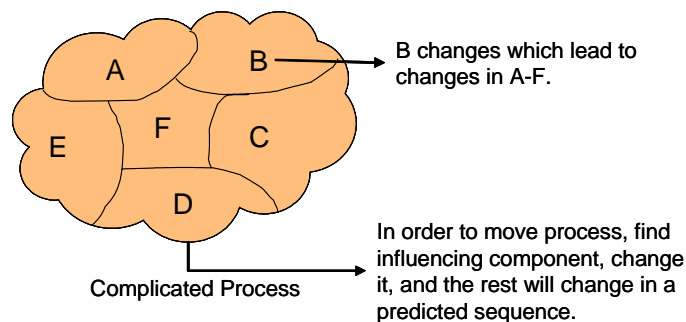 A
B
B changes which lead to
changes in A-F.
E
F
C
D
Complicated Process
In order to move process, find
influencing component, change
it, and the rest will change in a
predicted sequence.